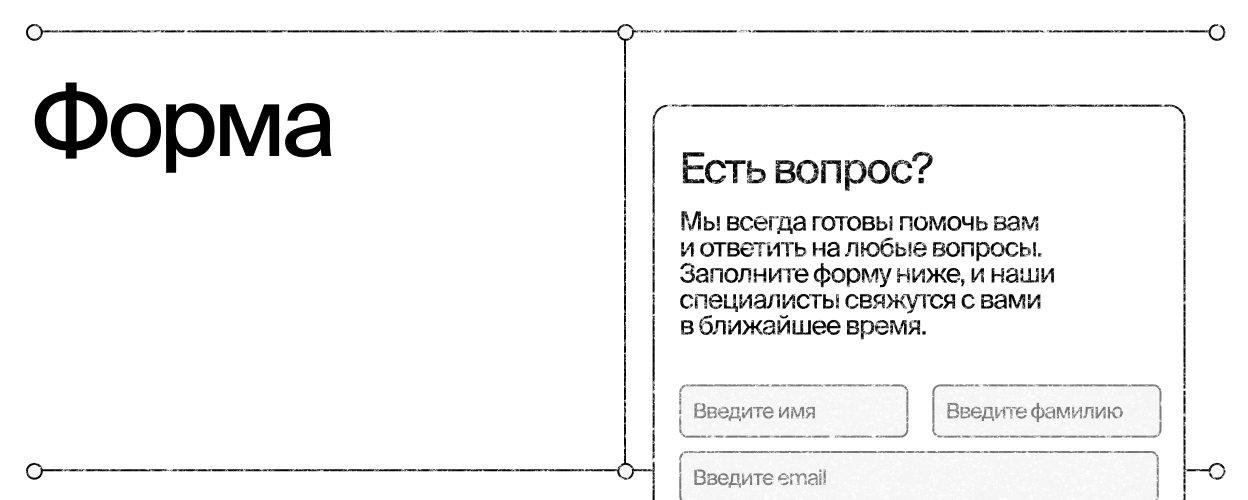 Форма
Есть вопрос?
Мы всегда готовы помочь вам
и ответить на любые вопросы.
Заполните форму ниже, и наши
специалисты свяжутся с вами
в ближайшее время.
Введите имя
Введите фамилию
Введите email